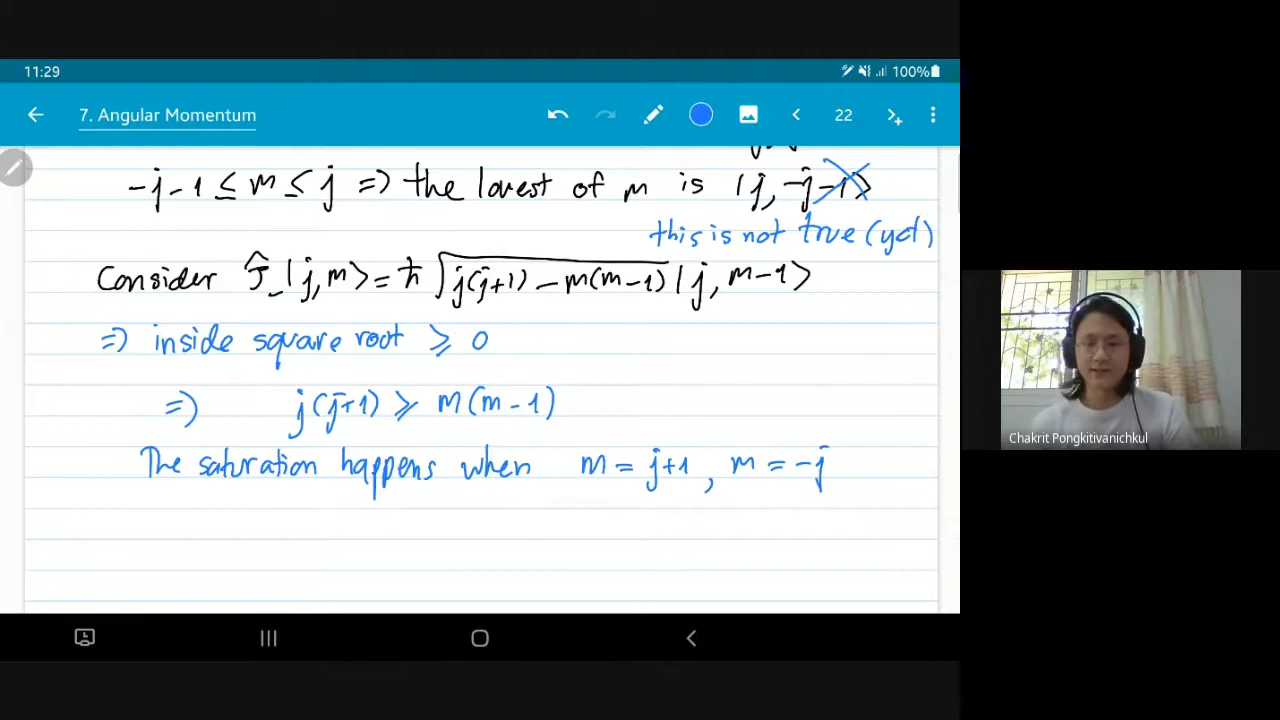 11:29
100%
7. Angular Momentum
22
-j-1 ≤ m ≤ j => the lowest of m is |j, -j-1>
this is not true (yet)
Consider Ĵ_|j,m> = ħ √(j(j+1) - m(m-1)) |j, m-1>
=> inside square root ≥ 0
=> j(j+1) ≥ m(m-1)
The saturation happens when m = j+1, m = -j
Chakrit Pongkitivanichkul